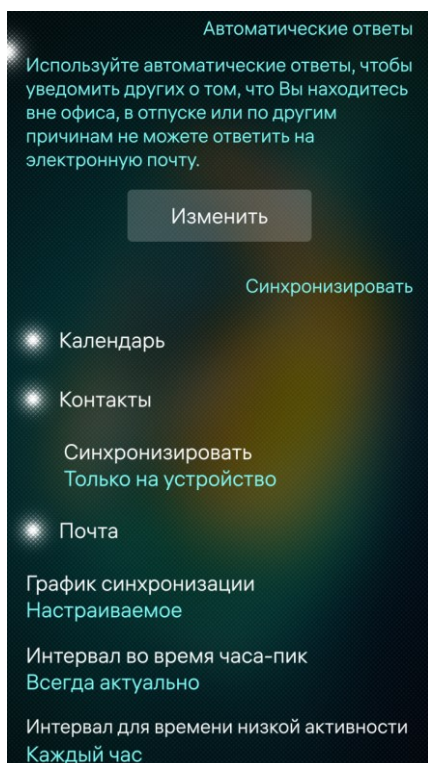 Автоматические ответы
Используйте автоматические ответы, чтобы
уведомить других о том, что Вы находитесь
вне офиса, в отпуске или по другим
причинам не можете ответить на
электронную почту.
Изменить
Синхронизировать
Календарь
Контакты
Синхронизировать
Только на устройство
Почта
График синхронизации
Настраиваемое
Интервал во время часа-пик
Всегда актуально
Интервал для времени низкой активности
Каждый час